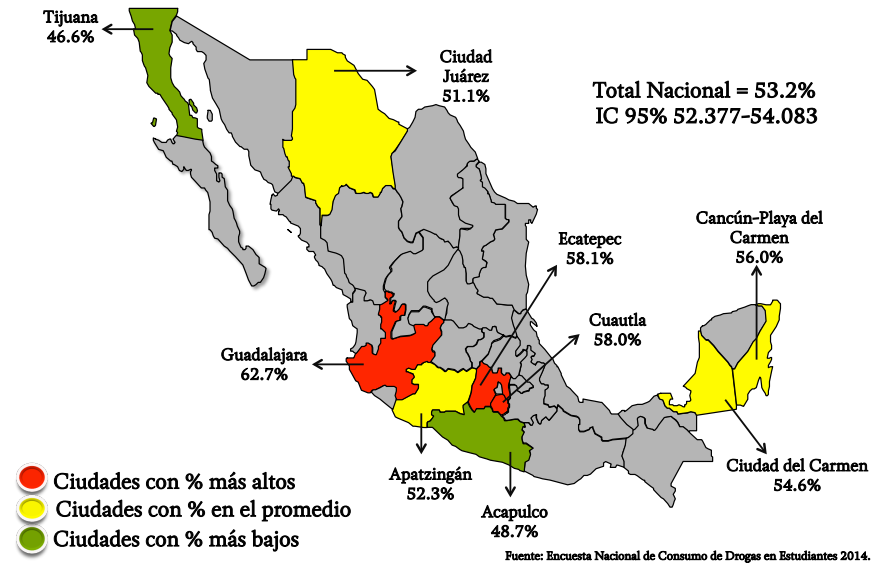 Tijuana
46.6%
Ciudad
Juárez
51.1%
Total Nacional = 53.2%
IC 95% 52.377-54.083
Cancún-Playa del
Carmen
56.0%
Ecatepec
58.1%
Cuautla
58.0%
Guadalajara
62.7%
Apatzingán
52.3%
Acapulco
48.7%
Ciudad del Carmen
54.6%
Ciudades con % más altos
Ciudades con % en el promedio
Ciudades con % más bajos
Fuente: Encuesta Nacional de Consumo de Drogas en Estudiantes 2014.